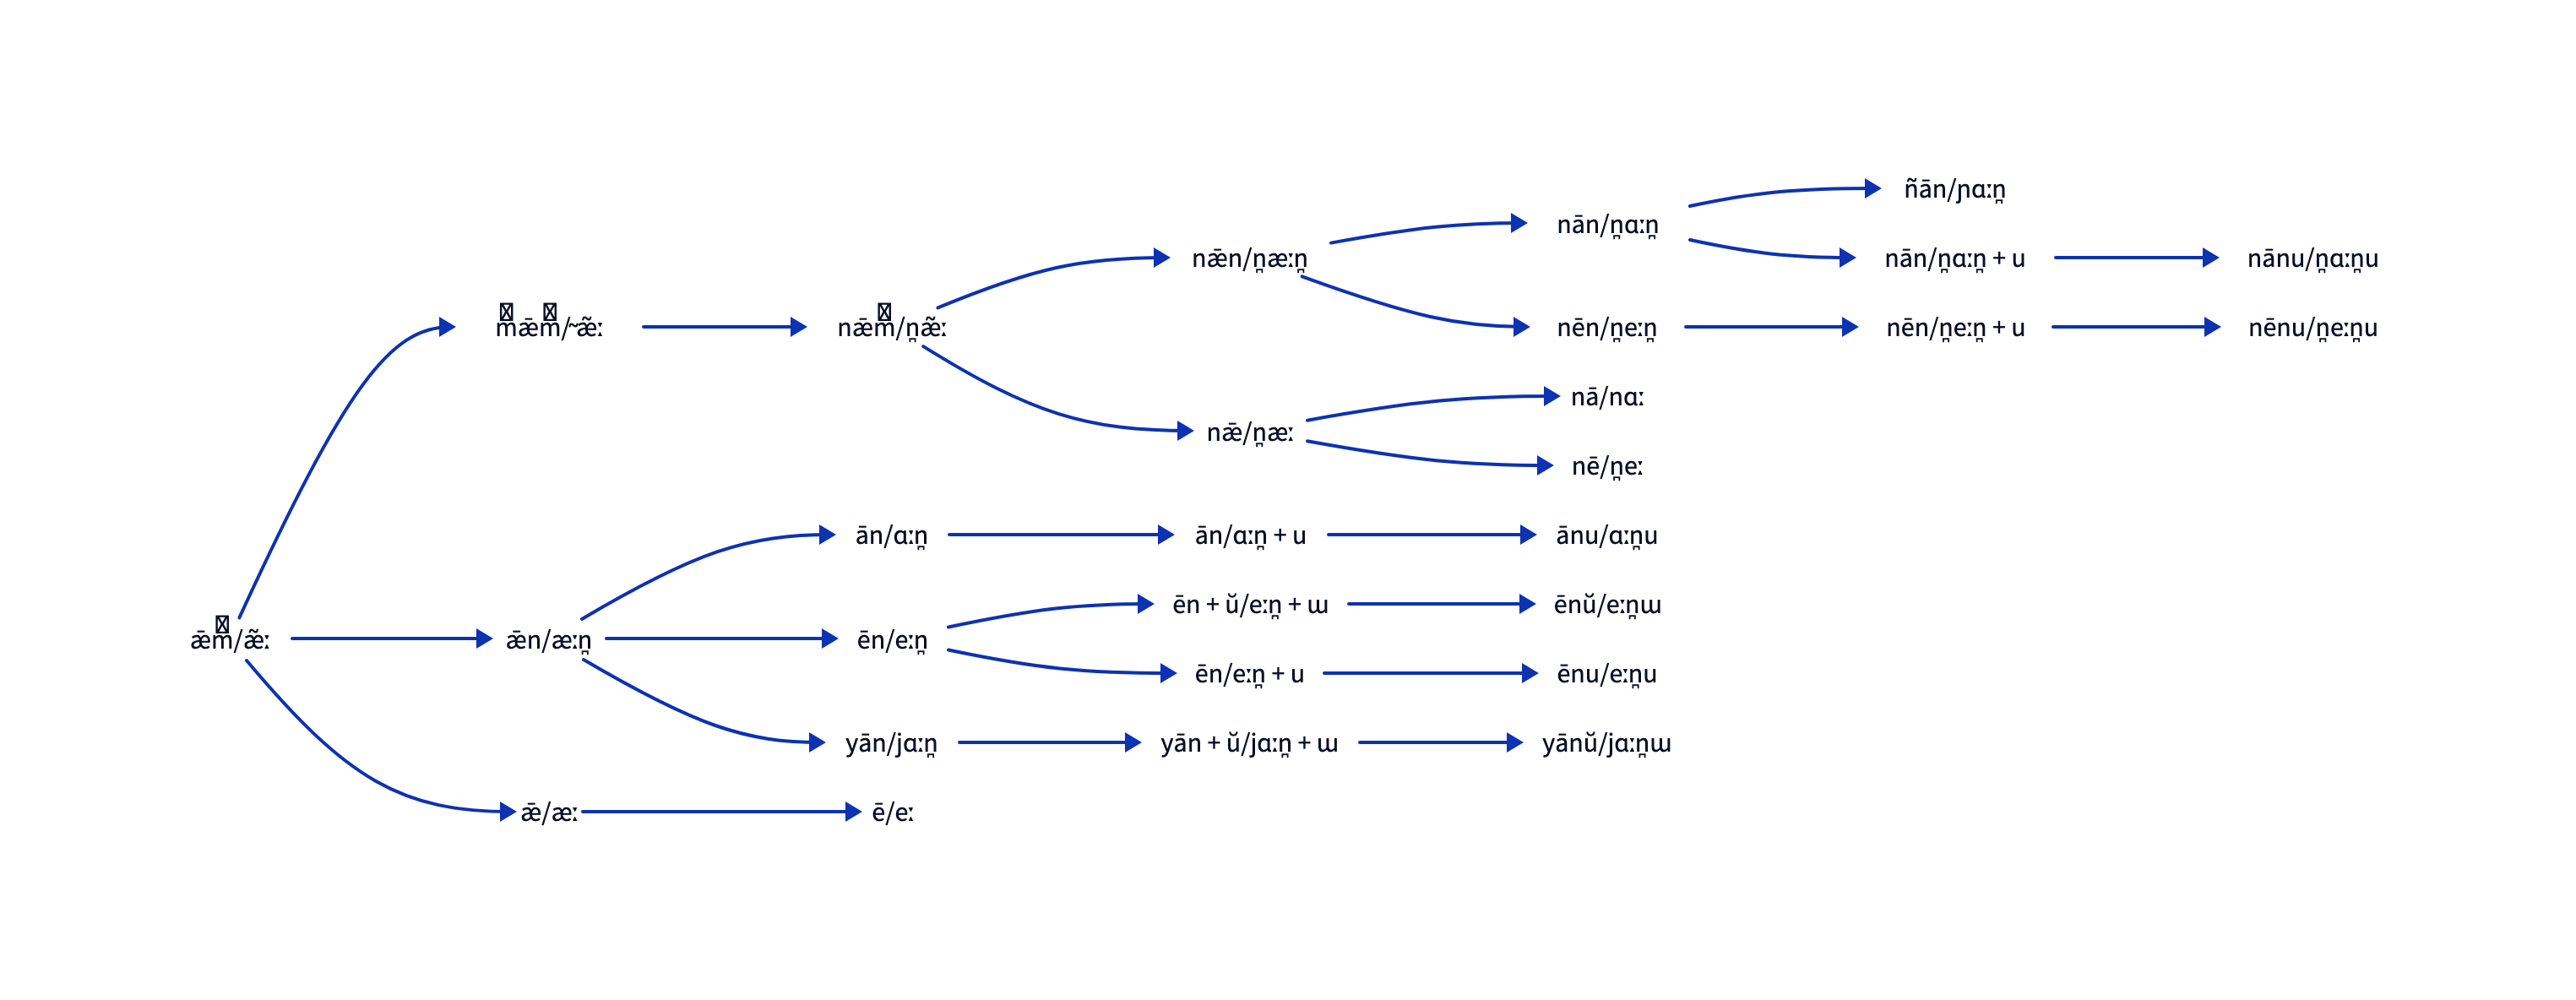 ñān/ɲɑːn̪
nān/n̪ɑːn̪
nǣn/n̪æːn̪
nān/n̪ɑːn̪ + u
nānu/n̪ɑːn̪u
nǣm̐/n̪æ̃ː
nēn/n̪eːn̪
nēn/n̪eːn̪ + u
nēnu/n̪eːn̪u
nā/nɑː
nǣ/n̪æː
nē/n̪eː
ān/ɑːn̪
ān/ɑːn̪ + u
ānu/ɑːn̪u
ēn + ŭ/eːn̪ + ɯ
ēnŭ/eːn̪ɯ
ǣm̐/æ̃ː
ǣn/æːn̪
ēn/eːn̪
ēn/eːn̪ + u
ēnu/eːn̪u
yān/jɑːn̪
yān + ŭ/jɑːn̪ + ɯ
yānŭ/jɑːn̪ɯ
ǣ/æː
ē/eː